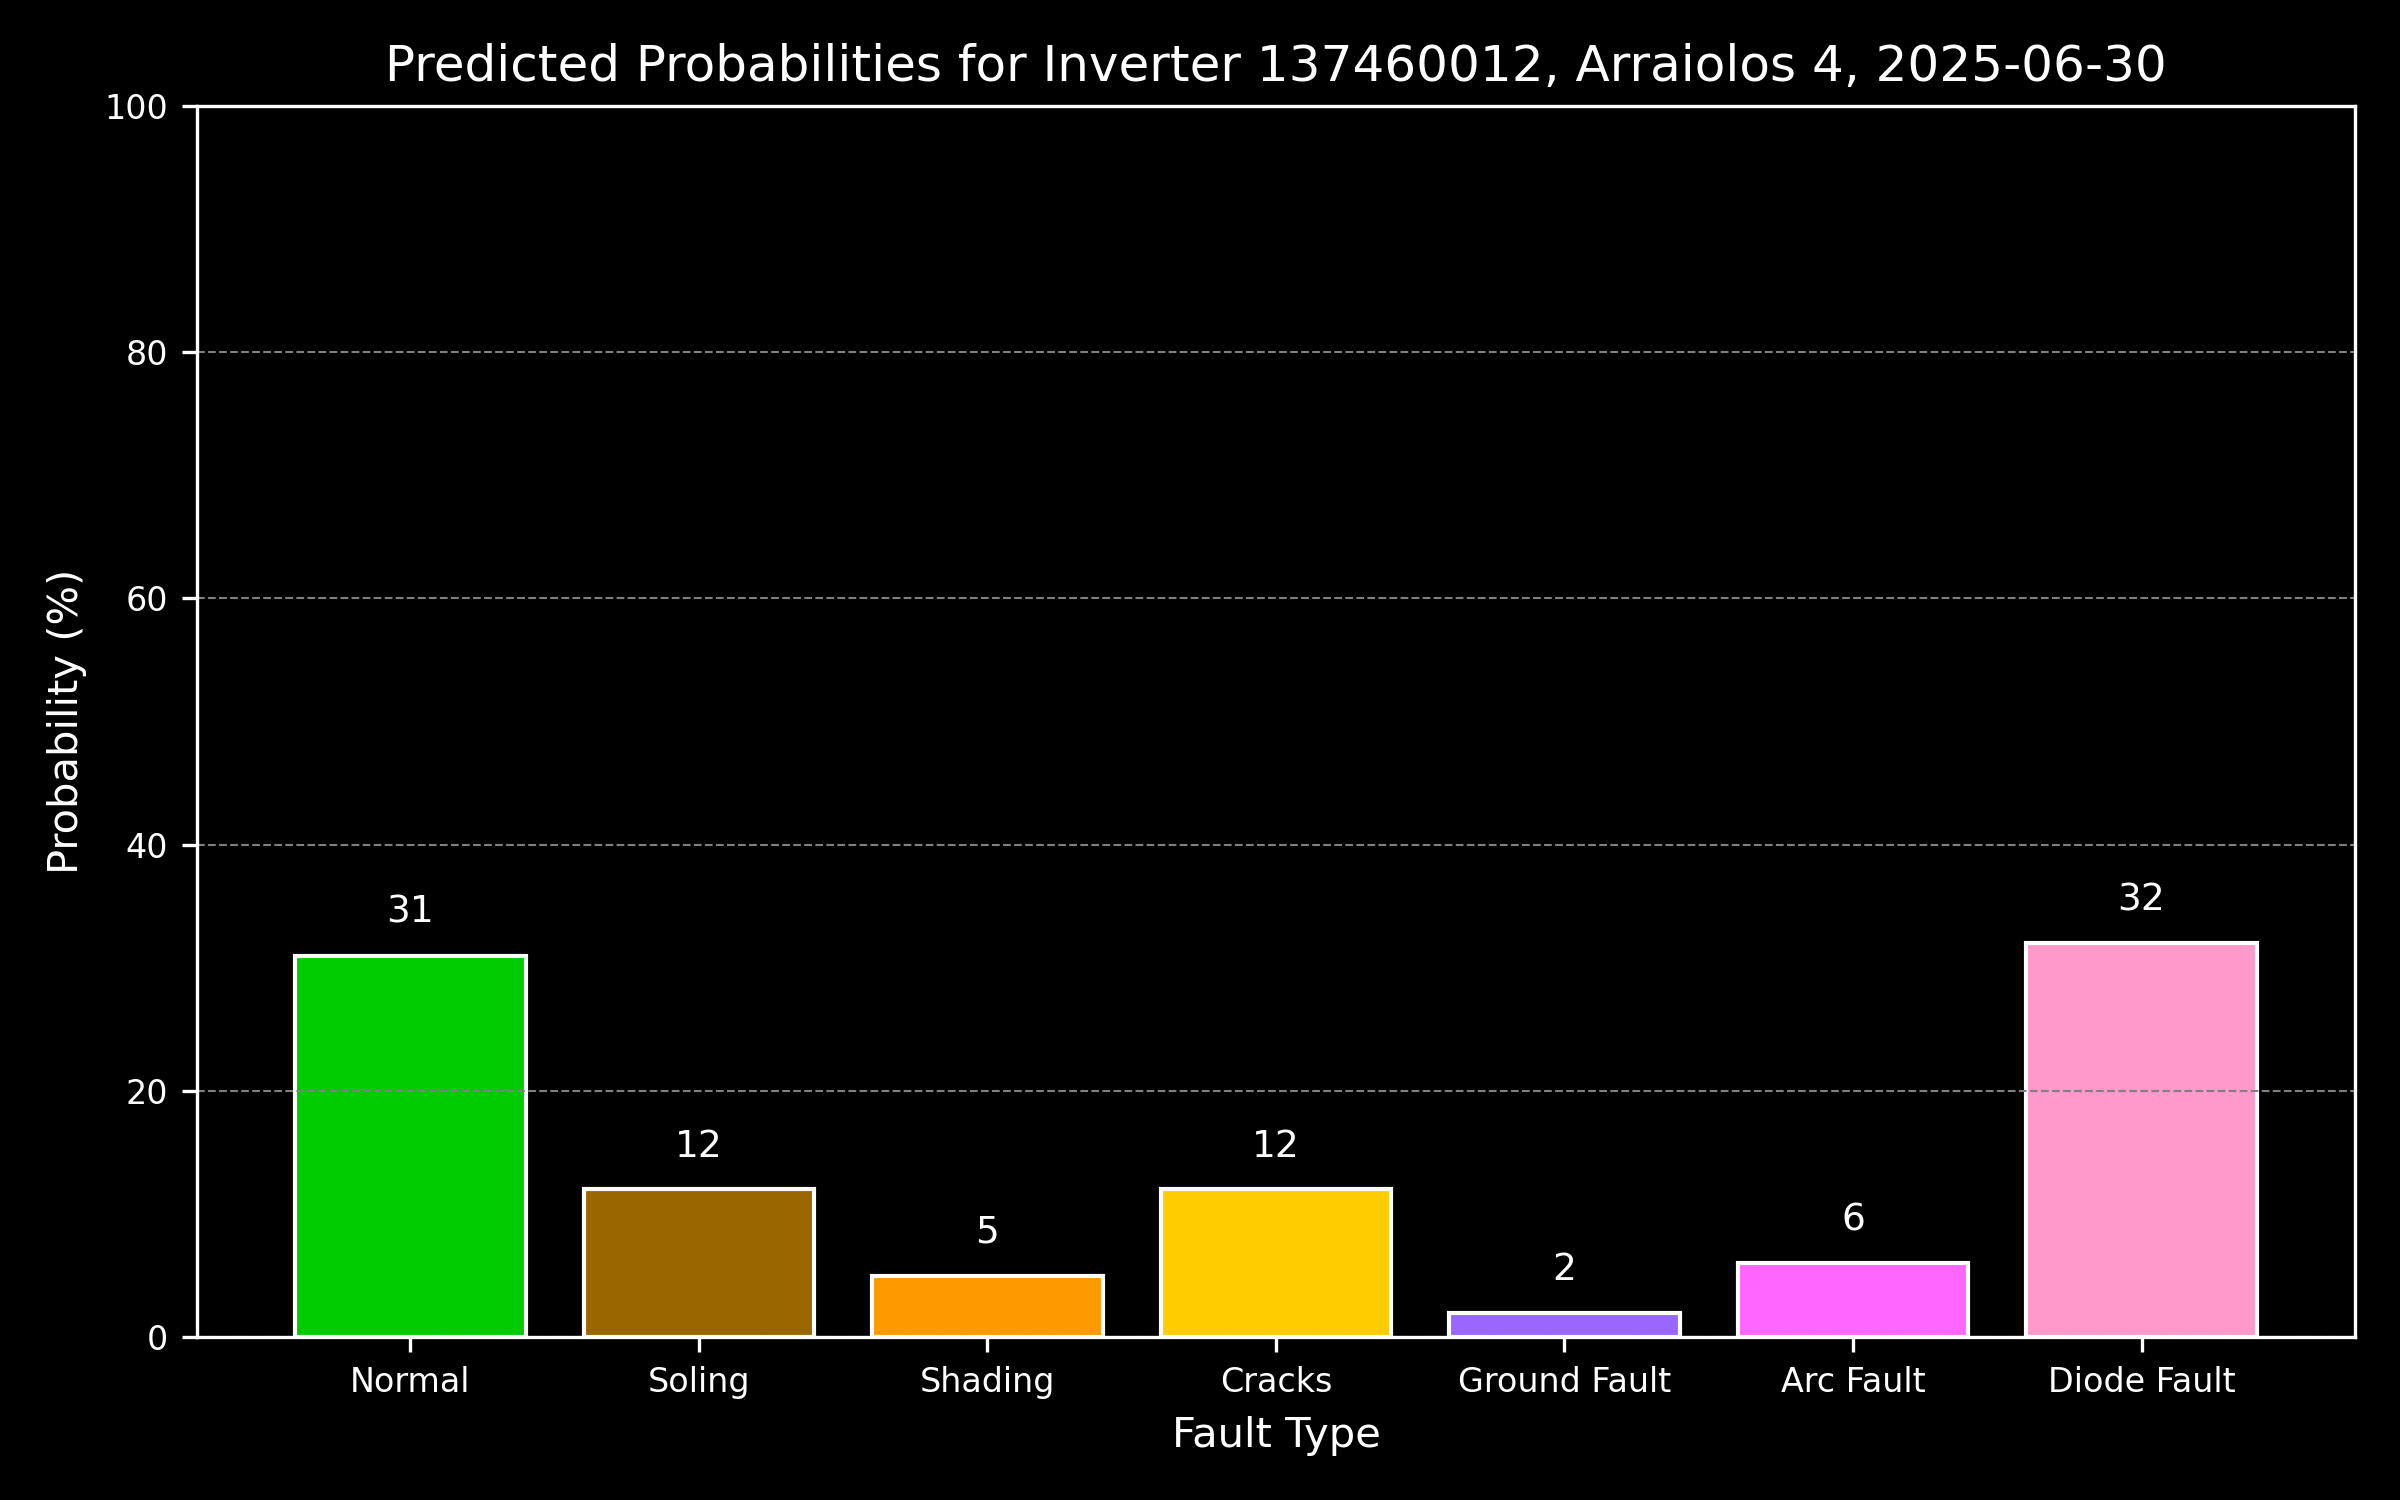 Predicted Probabilities for Inverter 137460012, Arraiolos 4, 2025-06-30
Probability (%)
100
80
60
40
20
0
31
12
5
12
2
6
32
Normal
Soling
Shading
Cracks
Ground Fault
Arc Fault
Diode Fault
Fault Type